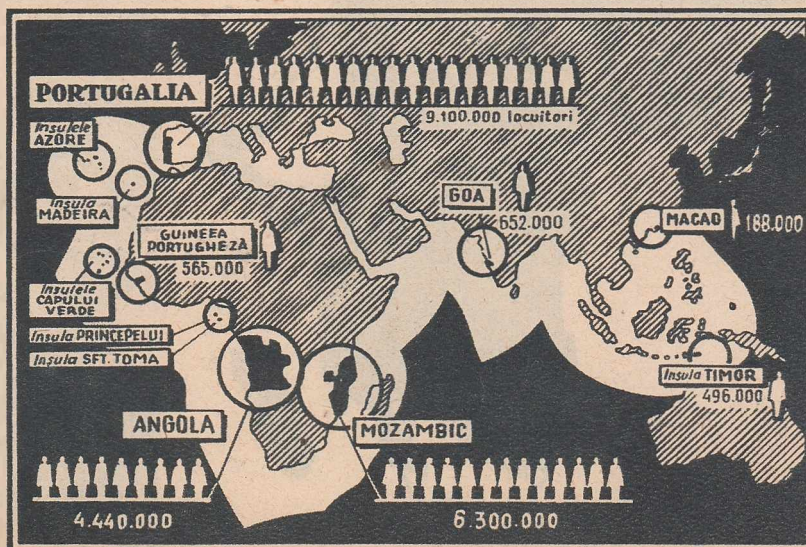 PORTUGALIA
9.100.000 locuitori
Insulele
AZORE
Insula
MADEIRA
GUINEEA
PORTUGHEZĂ
565.000
GOA
652.000
MACAO
188.000
Insulele
CAPULUI
VERDE
Insula PRINCEPELUI
Insula SFT. TOMA
Insula TIMOR
496.000
ANGOLA
MOZAMBIC
4.440.000
6.300.000